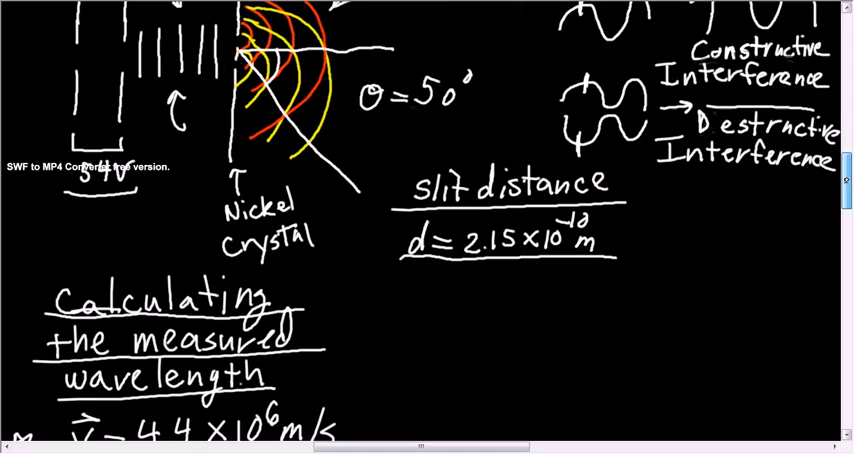 Constructive
Interference
θ = 50°
Destructive
Interference
SWF to MP4 Converter free version.
54V
slit distance
d = 2.15 × 10⁻¹⁰ m
Nickel
Crystal
Calculating
the measured
wavelength